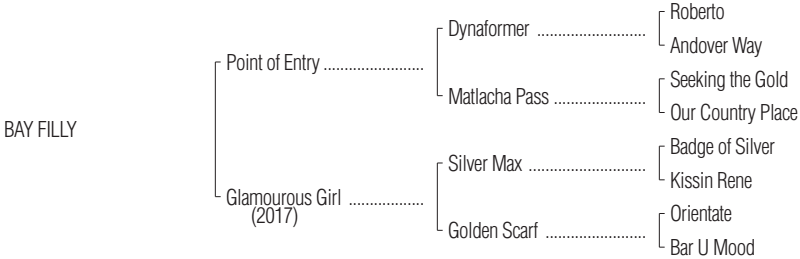 Roberto
Dynaformer ..........................
Andover Way
Point of Entry ........................
Seeking the Gold
Matlacha Pass ......................
Our Country Place
BAY FILLY
Badge of Silver
Silver Max ............................
Kissin Rene
Glamourous Girl ..................
(2017)
Orientate
Golden Scarf ........................
Bar U Mood